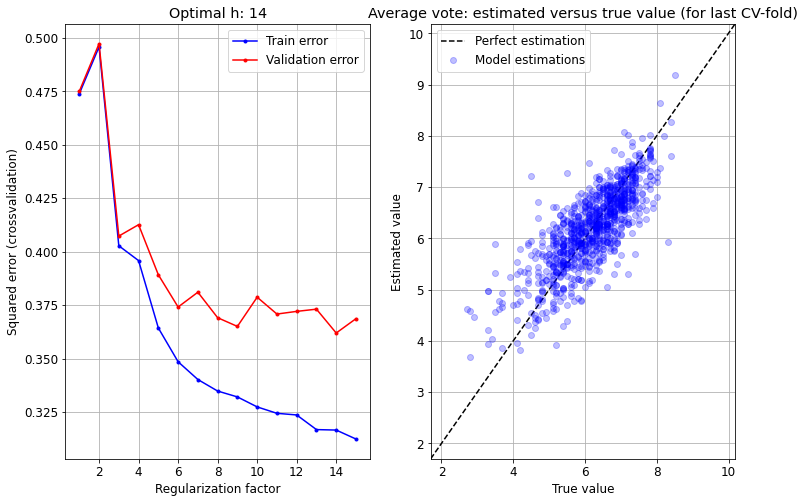 Optimal h: 14
Train error
Validation error
0.500
0.475
0.450
0.425
0.400
0.375
0.350
0.325
Squared error (crossvalidation)
2 4 6 8 10 12 14
Regularization factor
Average vote: estimated versus true value (for last CV-fold)
Perfect estimation
Model estimations
10
9
8
7
6
5
4
3
2
Estimated value
2 4 6 8 10
True value